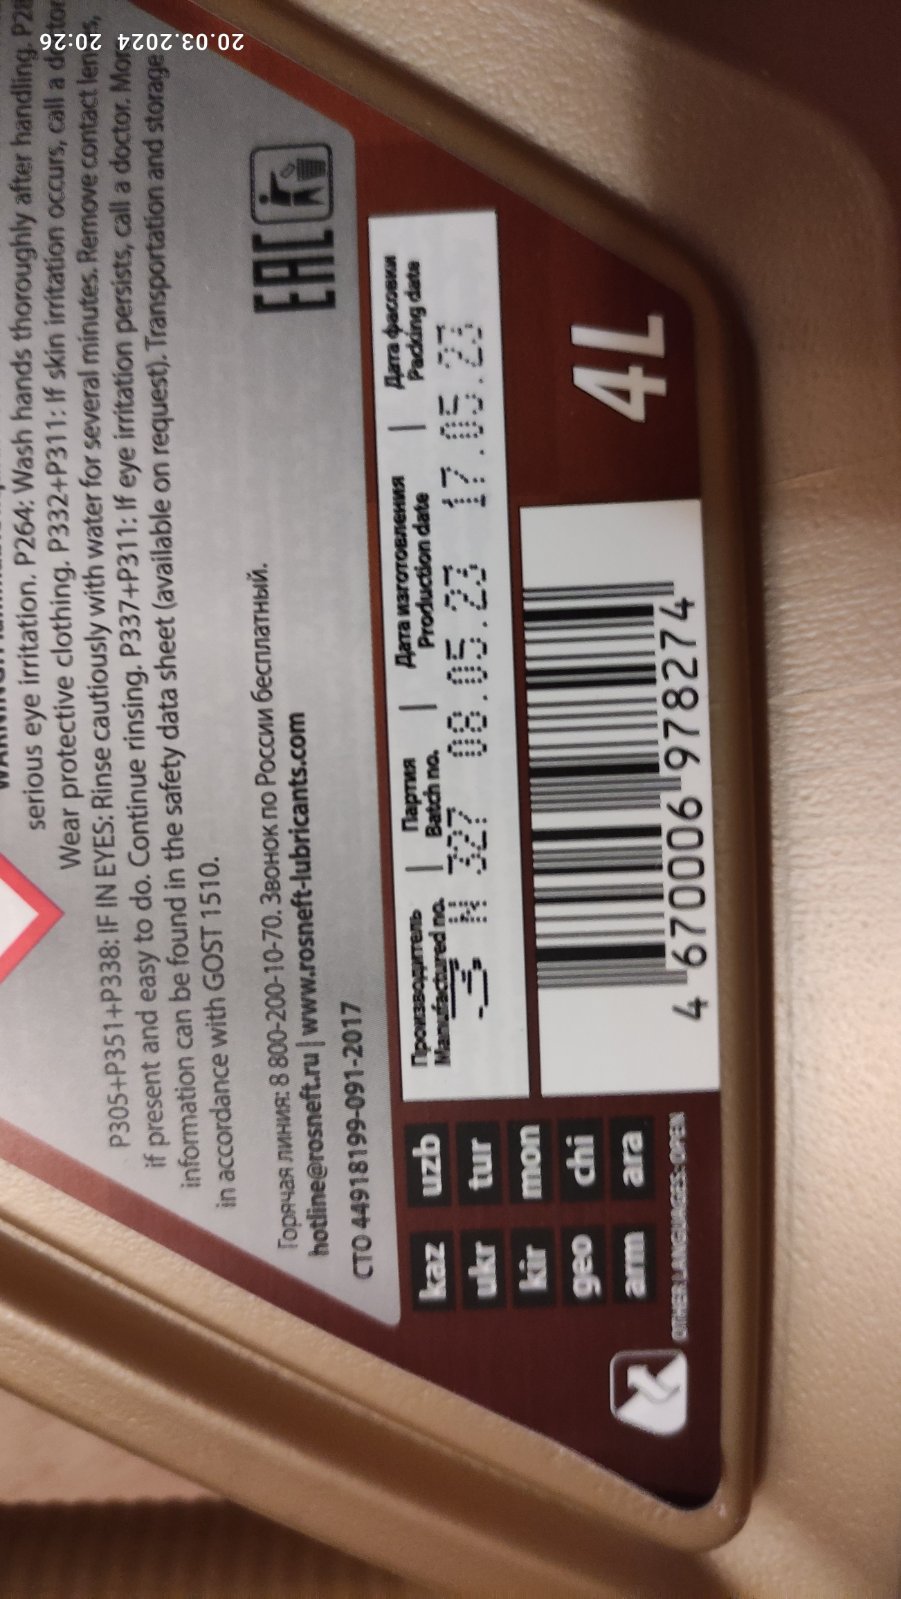 20.03.2024 20:26
serious eye irritation. P264: Wash hands thoroughly after handling.
Wear protective clothing. P332+P311: If skin irritation occurs, call a doctor
P305+P351+P338: IF IN EYES: Rinse cautiously with water for several minutes. Remove contact lenses,
if present and easy to do. Continue rinsing. P337+P311: If eye irritation persists, call a doctor. More
information can be found in the safety data sheet (available on request). Transportation and storage
in accordance with GOST 1510.
EAC
Горячая линия: 8 800-200-10-70. Звонок по России бесплатный.
hotline@rosneft.ru | www.rosneft-lubricants.com
СТО 44918199-091-2017
Производитель | Партия | Дата изготовления | Дата фасовки
Manufactured no. Batch no. Production date Packing date
N 327 08.05.23 17.05.23
kaz uzb
ukr tur
kir mon
geo chi
arm ara
OTHER LANGUAGES: OPEN
4 670006 978274
4L